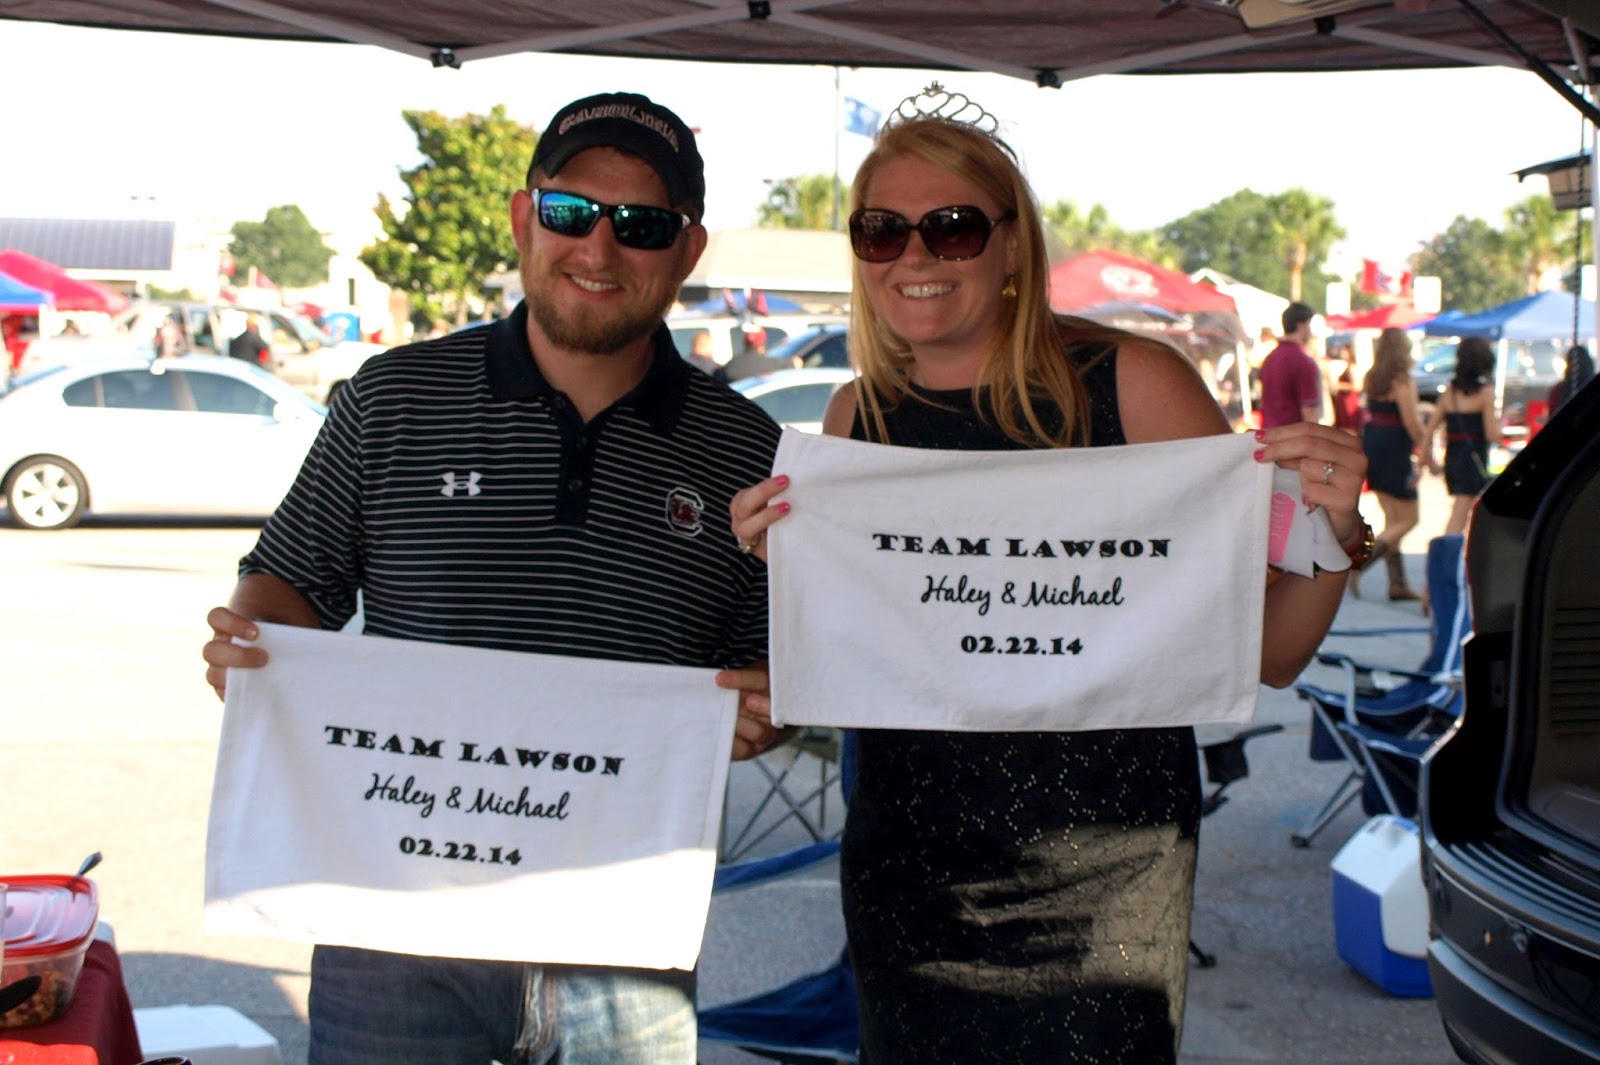 CAROLINA
TEAM LAWSON
Haley & Michael
02.22.14
TEAM LAWSON
Haley & Michael
02.22.14